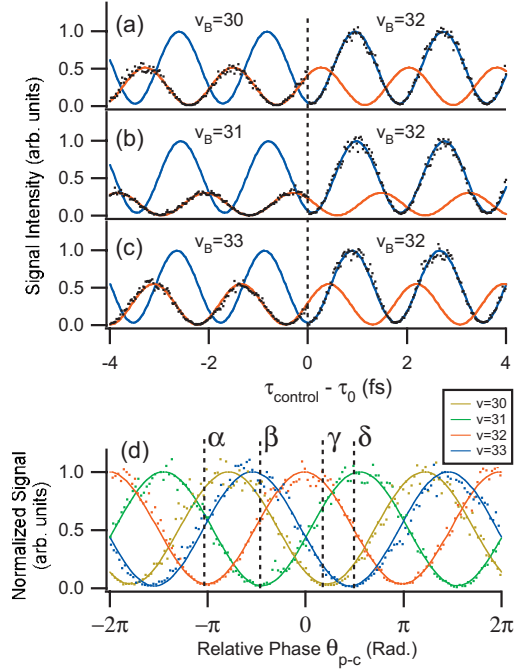 (a) v_B=30 v_B=32
1.0
0.5
0.0
(b) v_B=31 v_B=32
1.0
0.5
0.0
(c) v_B=33 v_B=32
1.0
0.5
0.0
Signal Intensity (arb. units)
-4 -2 0 2 4
τ_control - τ_0 (fs)
v=30
v=31
v=32
v=33
(d) α β γ δ
1.0
0.5
0.0
Normalized Signal
(arb. units)
−2π −π 0 π 2π
Relative Phase θ_p-c (Rad.)